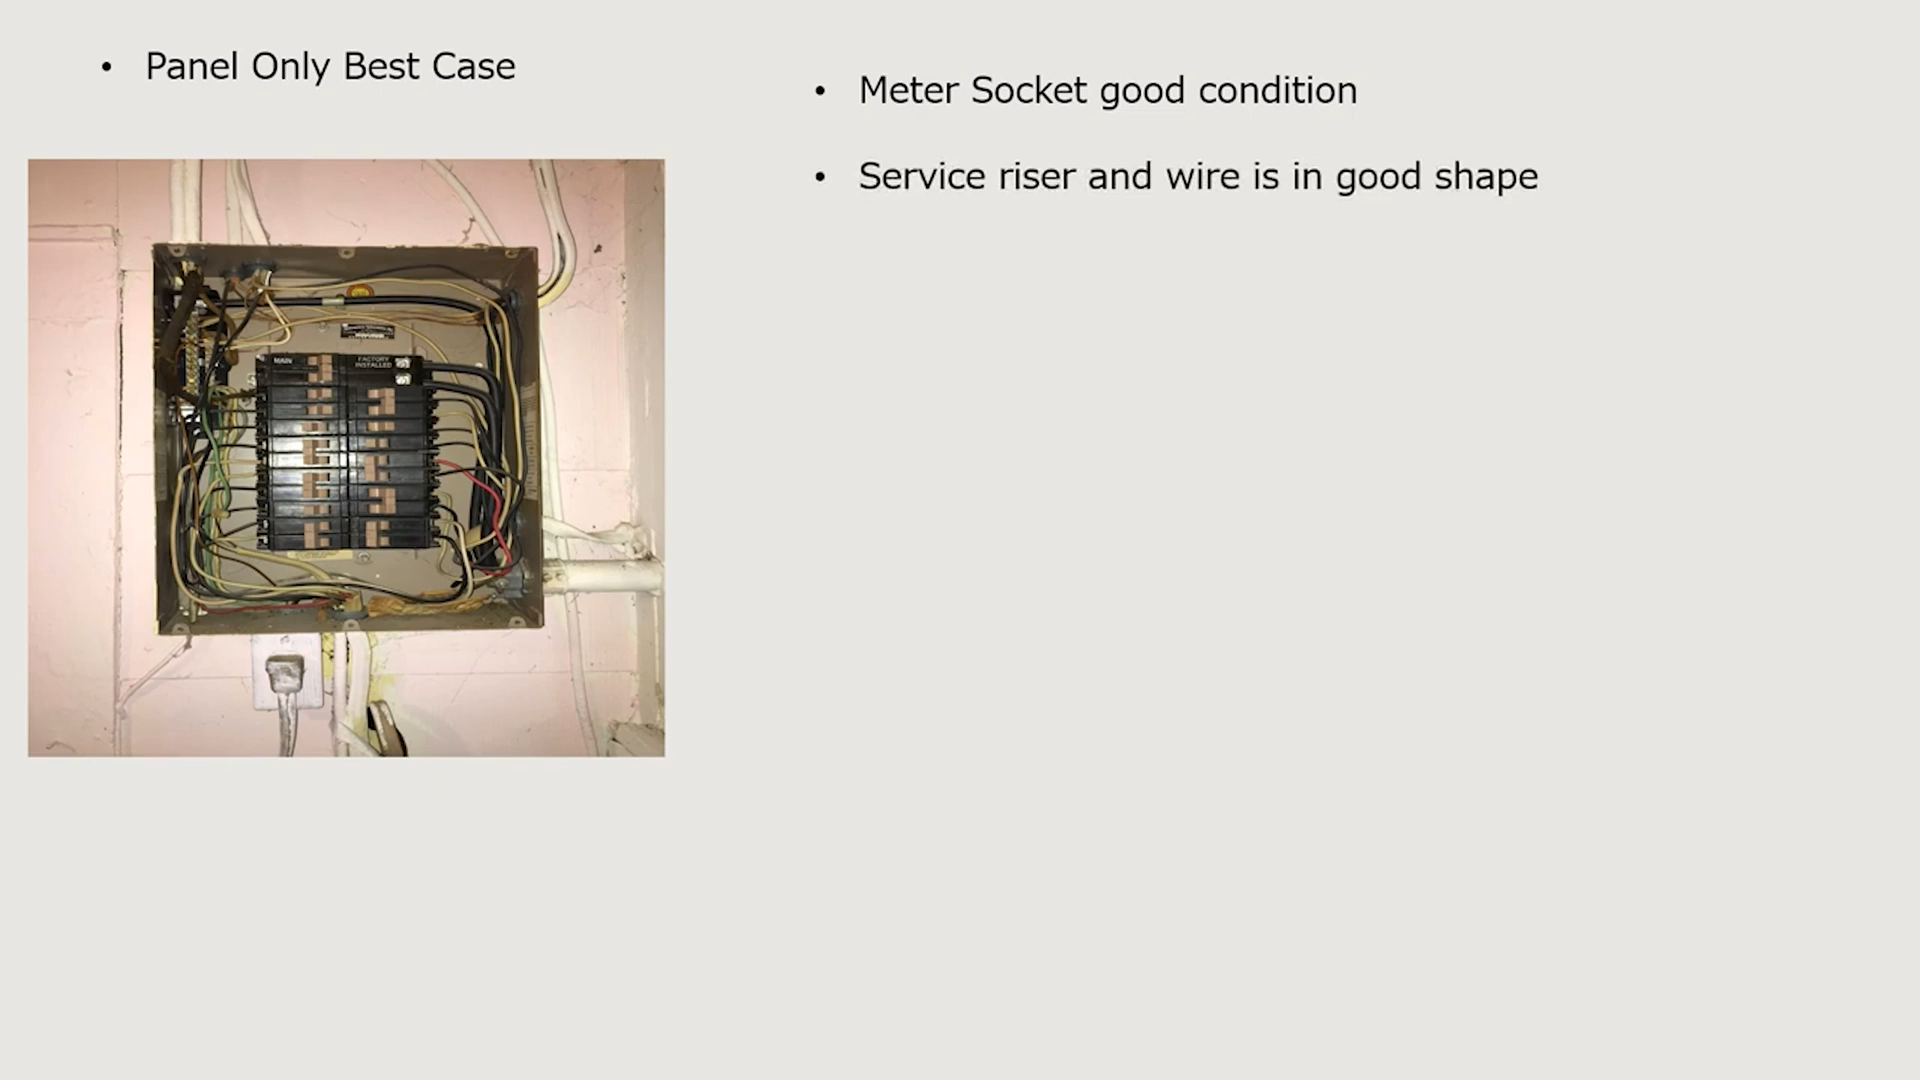 Panel Only Best Case
Meter Socket good condition
Service riser and wire is in good shape
MAIN
FACTORY
INSTALLED